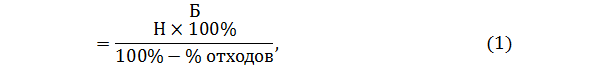 Б
= Н × 100%
100% − % отходов, (1)